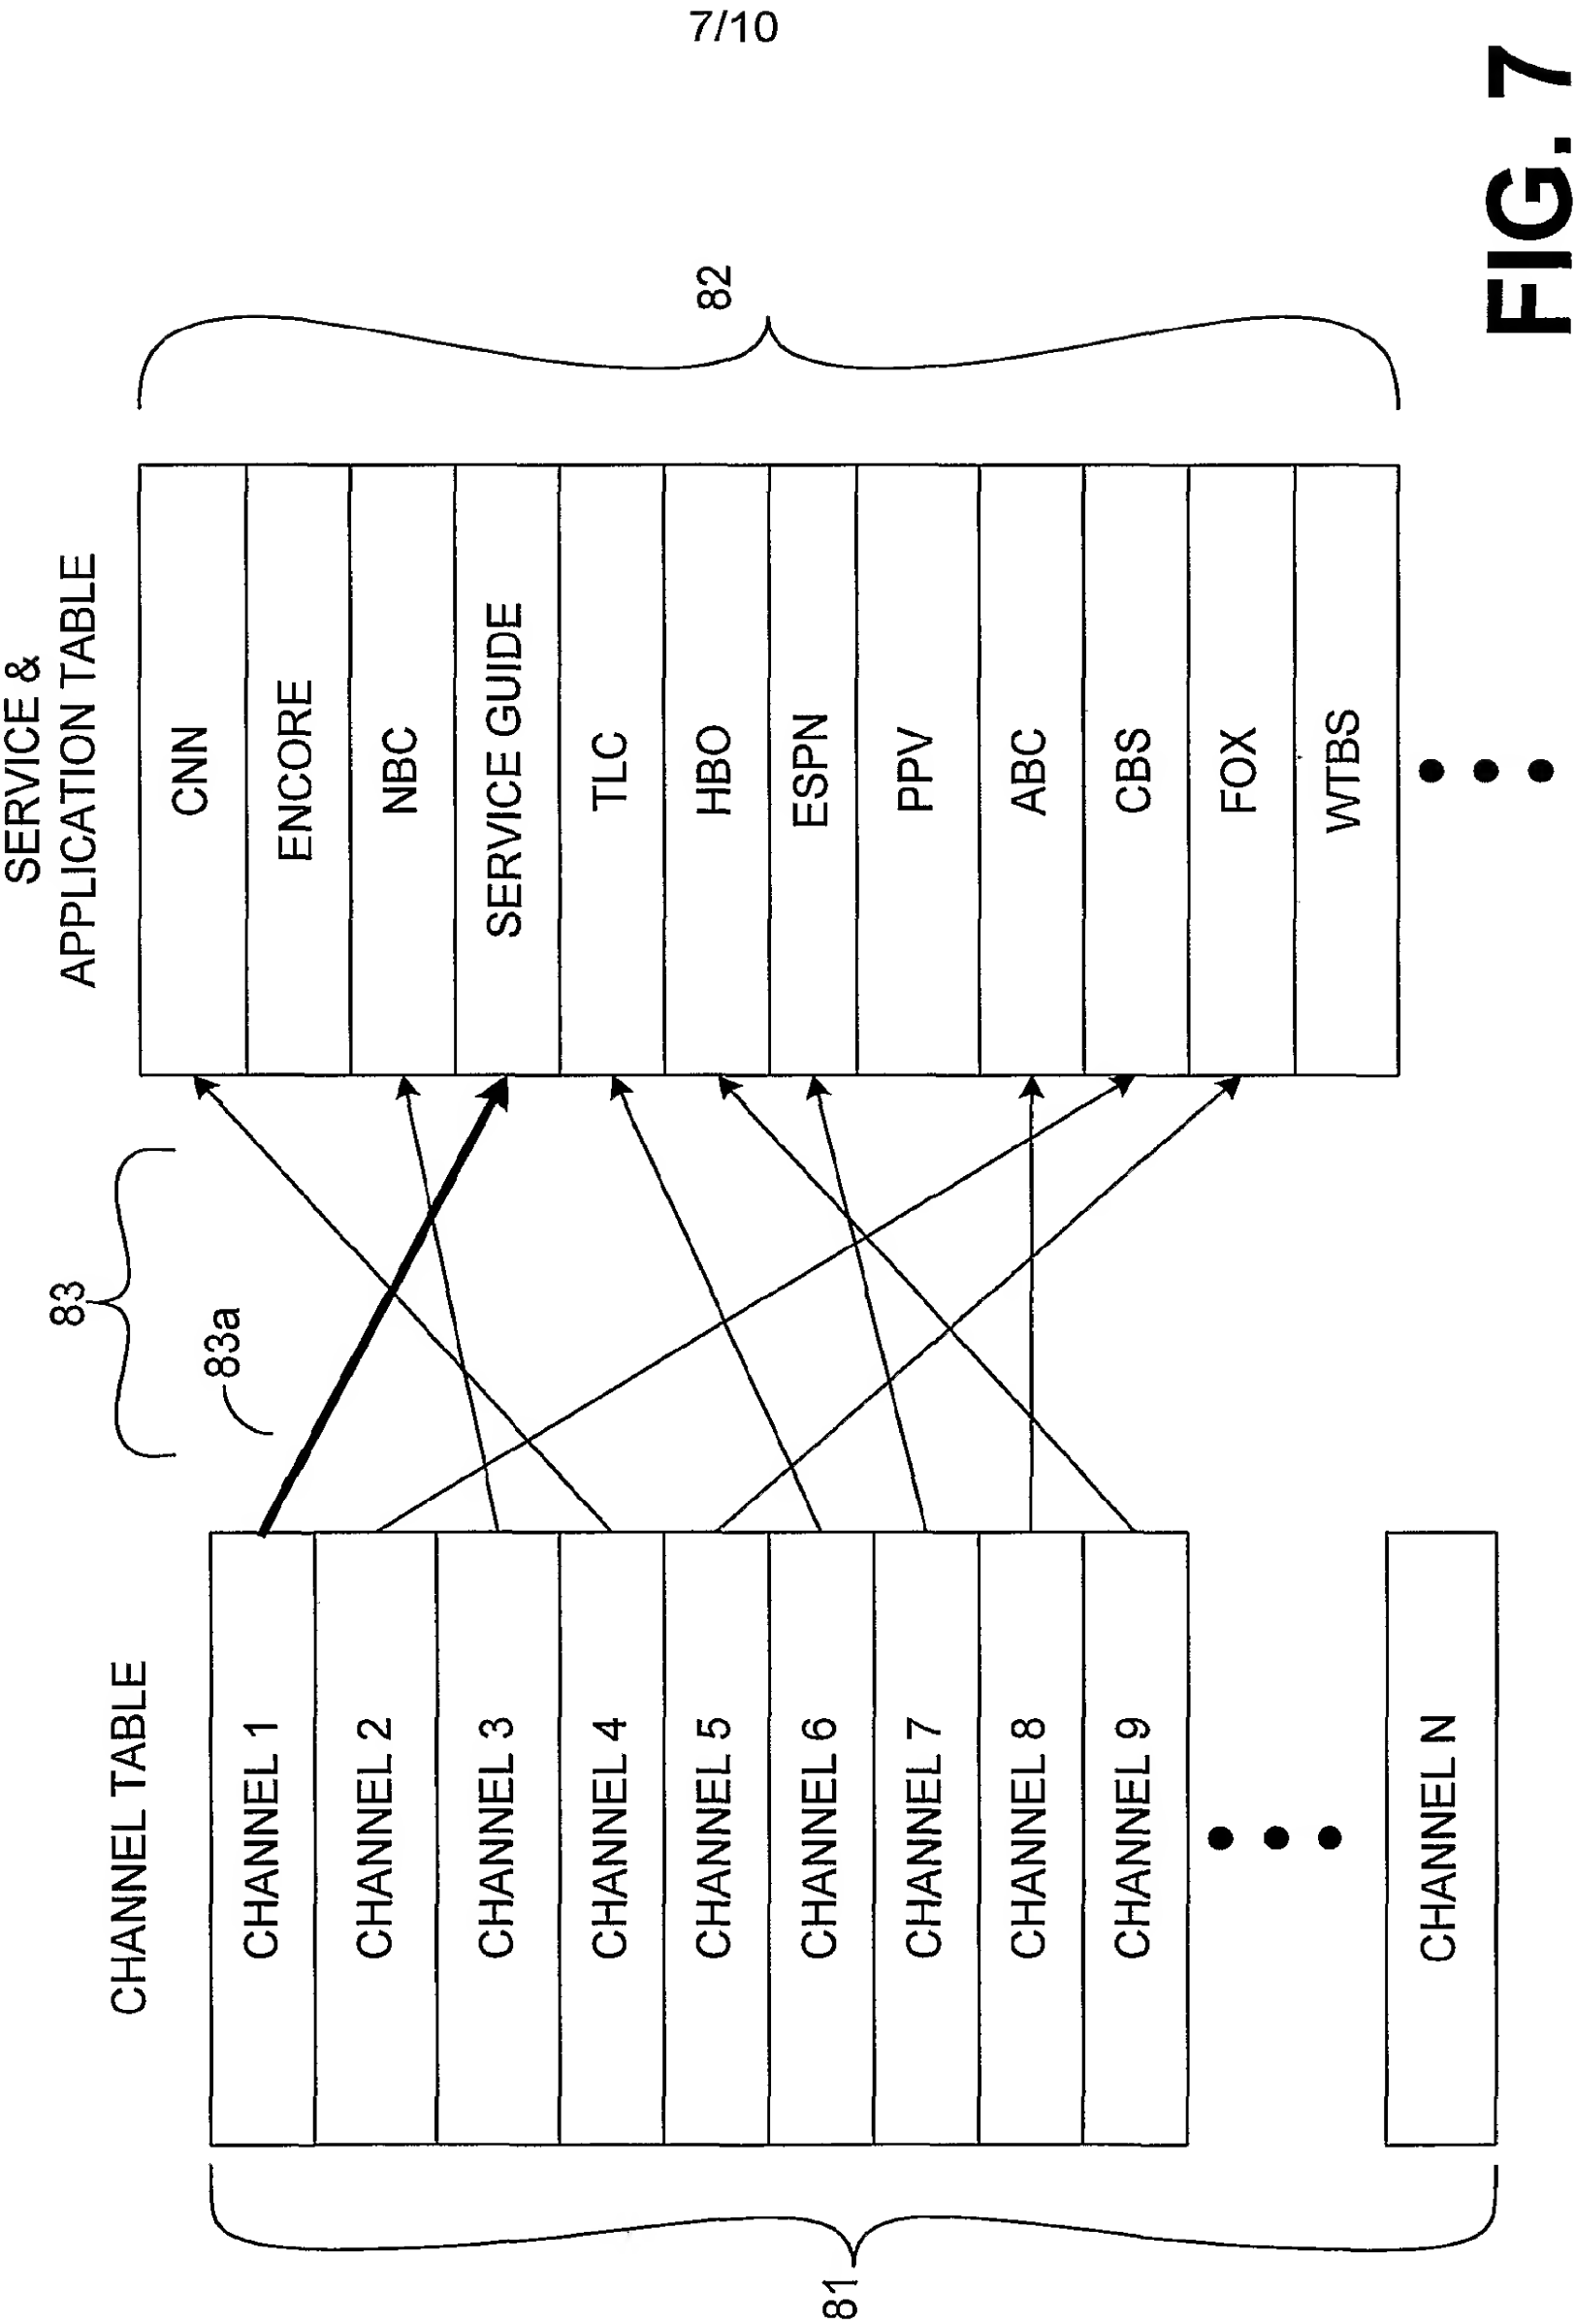 7/10
CHANNEL TABLE
CHANNEL 1
CHANNEL 2
CHANNEL 3
CHANNEL 4
CHANNEL 5
CHANNEL 6
CHANNEL 7
CHANNEL 8
CHANNEL 9
CHANNEL N
81
83
83a
SERVICE &
APPLICATION TABLE
CNN
ENCORE
NBC
SERVICE GUIDE
TLC
HBO
ESPN
PPV
ABC
CBS
FOX
WTBS
82
FIG. 7